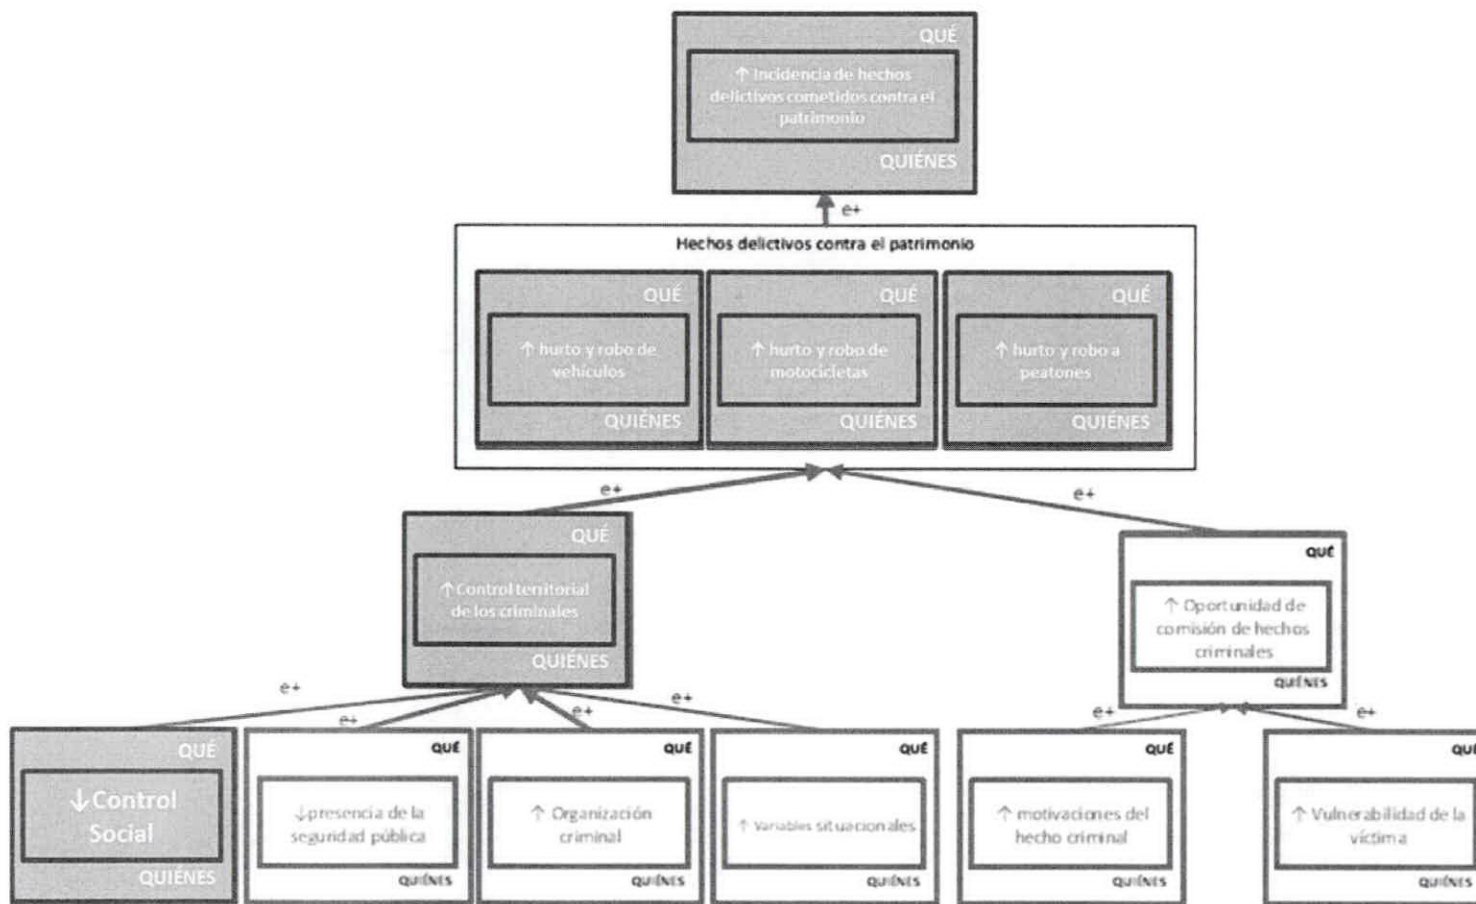 QUÉ
↑ Incidencia de hechos
delictivos cometidos contra el
patrimonio
QUIÉNES
e+
Hechos delictivos contra el patrimonio
QUÉ
↑ hurto y robo de
vehículos
QUIÉNES
QUÉ
↑ hurto y robo de
motocicletas
QUIÉNES
QUÉ
↑ hurto y robo a
peatones
QUIÉNES
e+
e+
QUÉ
↑Control territorial
de los criminales
QUIÉNES
QUÉ
↑ Oportunidad de
comisión de hechos
criminales
QUIÉNES
e+
e+
e+
e+
e+
e+
QUÉ
↓Control
Social
QUIÉNES
QUÉ
↓presencia de la
seguridad pública
QUIÉNES
QUÉ
↑ Organización
criminal
QUIÉNES
QUÉ
↑ Variables situacionales
QUIÉNES
QUÉ
↑ motivaciones del
hecho criminal
QUIÉNES
QUÉ
↑ Vulnerabilidad de la
víctima
QUIÉNES